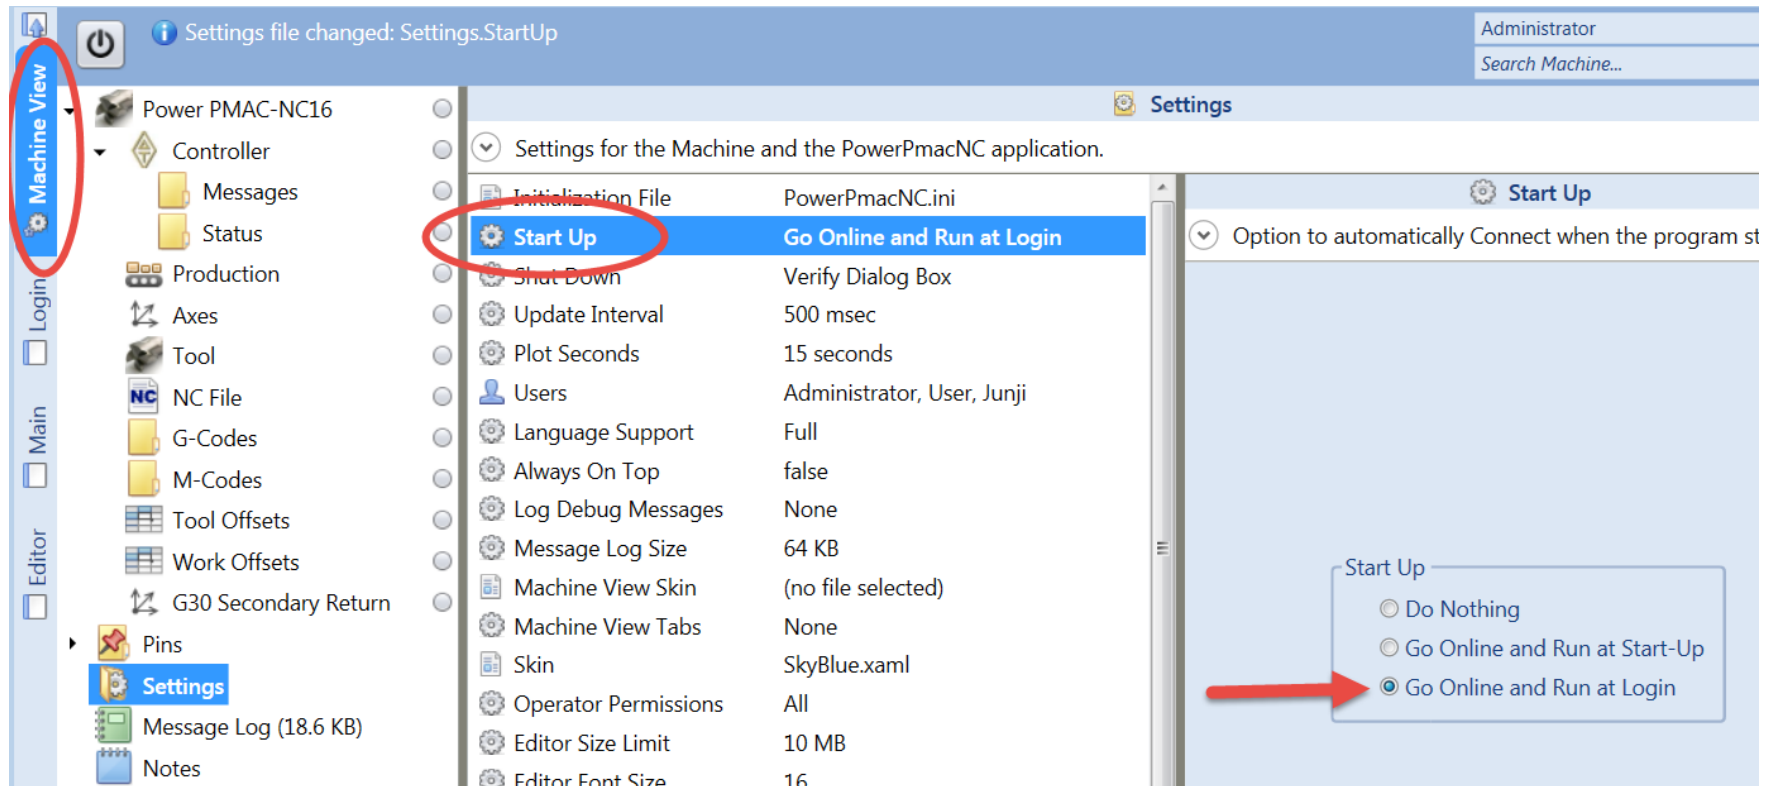 Settings file changed: Settings.StartUp
Administrator
Search Machine...
Machine View
Login
Main
Editor
Power PMAC-NC16
Controller
Messages
Status
Production
Axes
Tool
NC NC File
G-Codes
M-Codes
Tool Offsets
Work Offsets
G30 Secondary Return
Pins
Settings
Message Log (18.6 KB)
Notes
Settings
Settings for the Machine and the PowerPmacNC application.
Initialization File PowerPmacNC.ini
Start Up Go Online and Run at Login
Shut Down Verify Dialog Box
Update Interval 500 msec
Plot Seconds 15 seconds
Users Administrator, User, Junji
Language Support Full
Always On Top false
Log Debug Messages None
Message Log Size 64 KB
Machine View Skin (no file selected)
Machine View Tabs None
Skin SkyBlue.xaml
Operator Permissions All
Editor Size Limit 10 MB
Editor Font Size 16
Start Up
Option to automatically Connect when the program st
Start Up
Do Nothing
Go Online and Run at Start-Up
Go Online and Run at Login